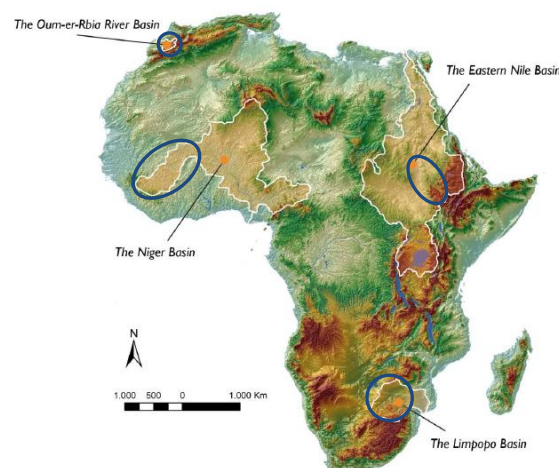 The Oum-er-Rbia River Basin
The Eastern Nile Basin
The Niger Basin
N
1.000 500 0 1.000 Km
The Limpopo Basin